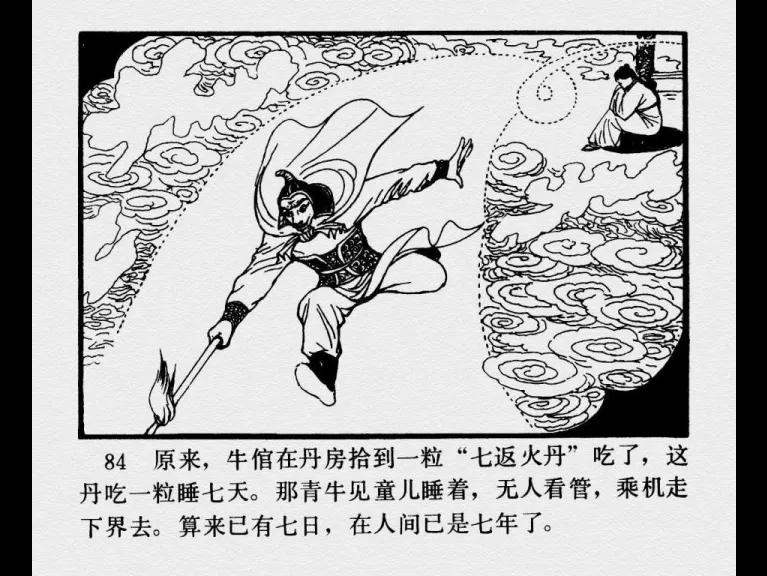 84 原来，牛倌在丹房拾到一粒“七返火丹”吃了，这
丹吃一粒睡七天。那青牛见童儿睡着，无人看管，乘机走
下界去。算来已有七日，在人间已是七年了。